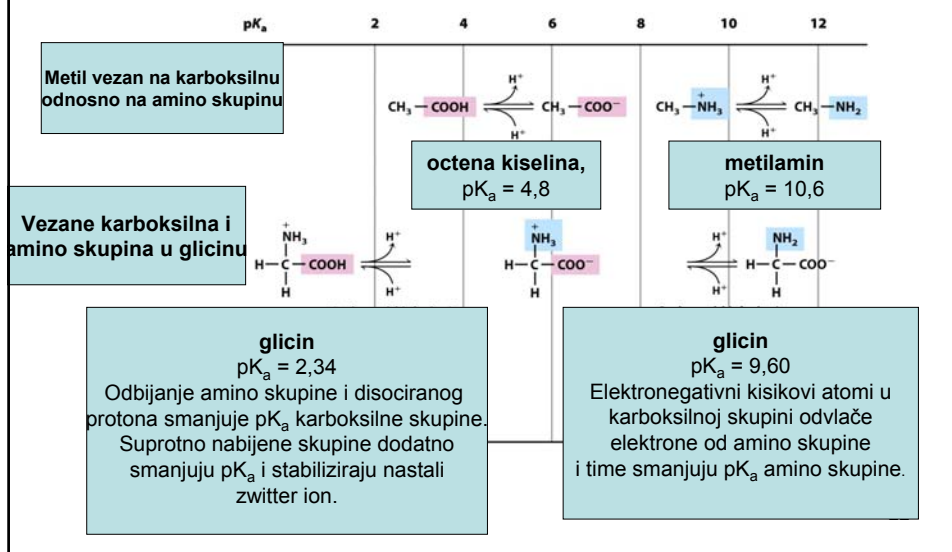 pKa 2 4 6 8 10 12
Metil vezan na karboksilnu
odnosno na amino skupinu
H⁺ H⁺
CH₃ — COOH CH₃ — COO⁻ CH₃ — N⁺H₃ CH₃ — NH₂
H⁺ H⁺
octena kiselina,
pKa = 4,8
metilamin
pKa = 10,6
Vezane karboksilna i
amino skupina u glicinu
⁺NH₃ H⁺ ⁺NH₃ H⁺ NH₂
H — C — COOH H — C — COO⁻ H — C — COO⁻
H H⁺ H H⁺ H
glicin
pKa = 2,34
Odbijanje amino skupine i disociranog
protona smanjuje pKa karboksilne skupine.
Suprotno nabijene skupine dodatno
smanjuju pKa i stabiliziraju nastali
zwitter ion.
glicin
pKa = 9,60
Elektronegativni kisikovi atomi u
karboksilnoj skupini odvlače
elektrone od amino skupine
i time smanjuju pKa amino skupine.